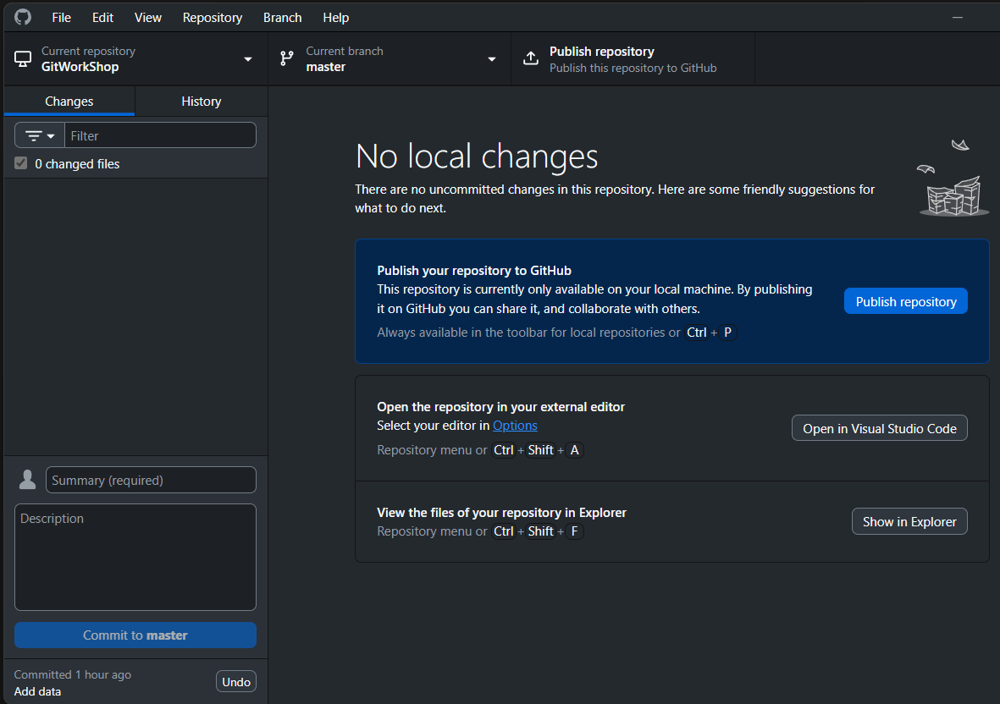 File Edit View Repository Branch Help
Current repository
GitWorkShop
Current branch
master
Publish repository
Publish this repository to GitHub
Changes
History
Filter
0 changed files
No local changes
There are no uncommitted changes in this repository. Here are some friendly suggestions for
what to do next.
Publish your repository to GitHub
This repository is currently only available on your local machine. By publishing
it on GitHub you can share it, and collaborate with others.
Always available in the toolbar for local repositories or Ctrl + P
Publish repository
Open the repository in your external editor
Select your editor in Options
Repository menu or Ctrl + Shift + A
Open in Visual Studio Code
View the files of your repository in Explorer
Repository menu or Ctrl + Shift + F
Show in Explorer
Summary (required)
Description
Commit to master
Committed 1 hour ago
Add data
Undo